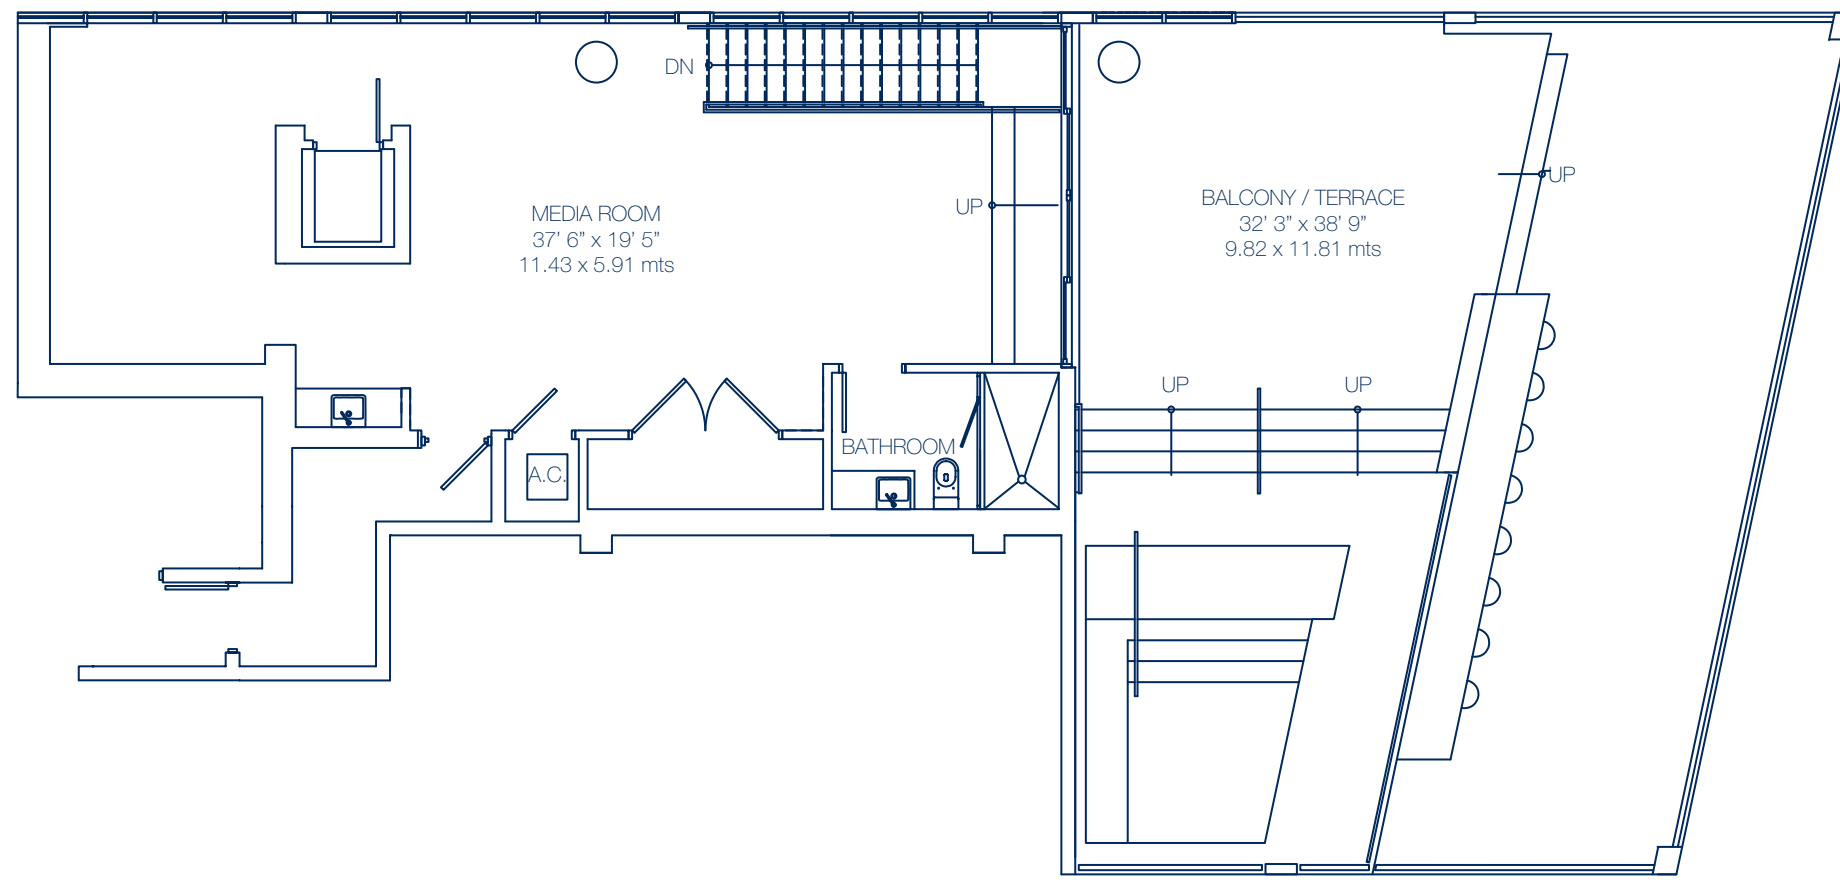 DN
MEDIA ROOM
37' 6" x 19' 5"
11.43 x 5.91 mts
UP
BALCONY / TERRACE
32' 3" x 38' 9"
9.82 x 11.81 mts
UP
UP
UP
BATHROOM
A.C.